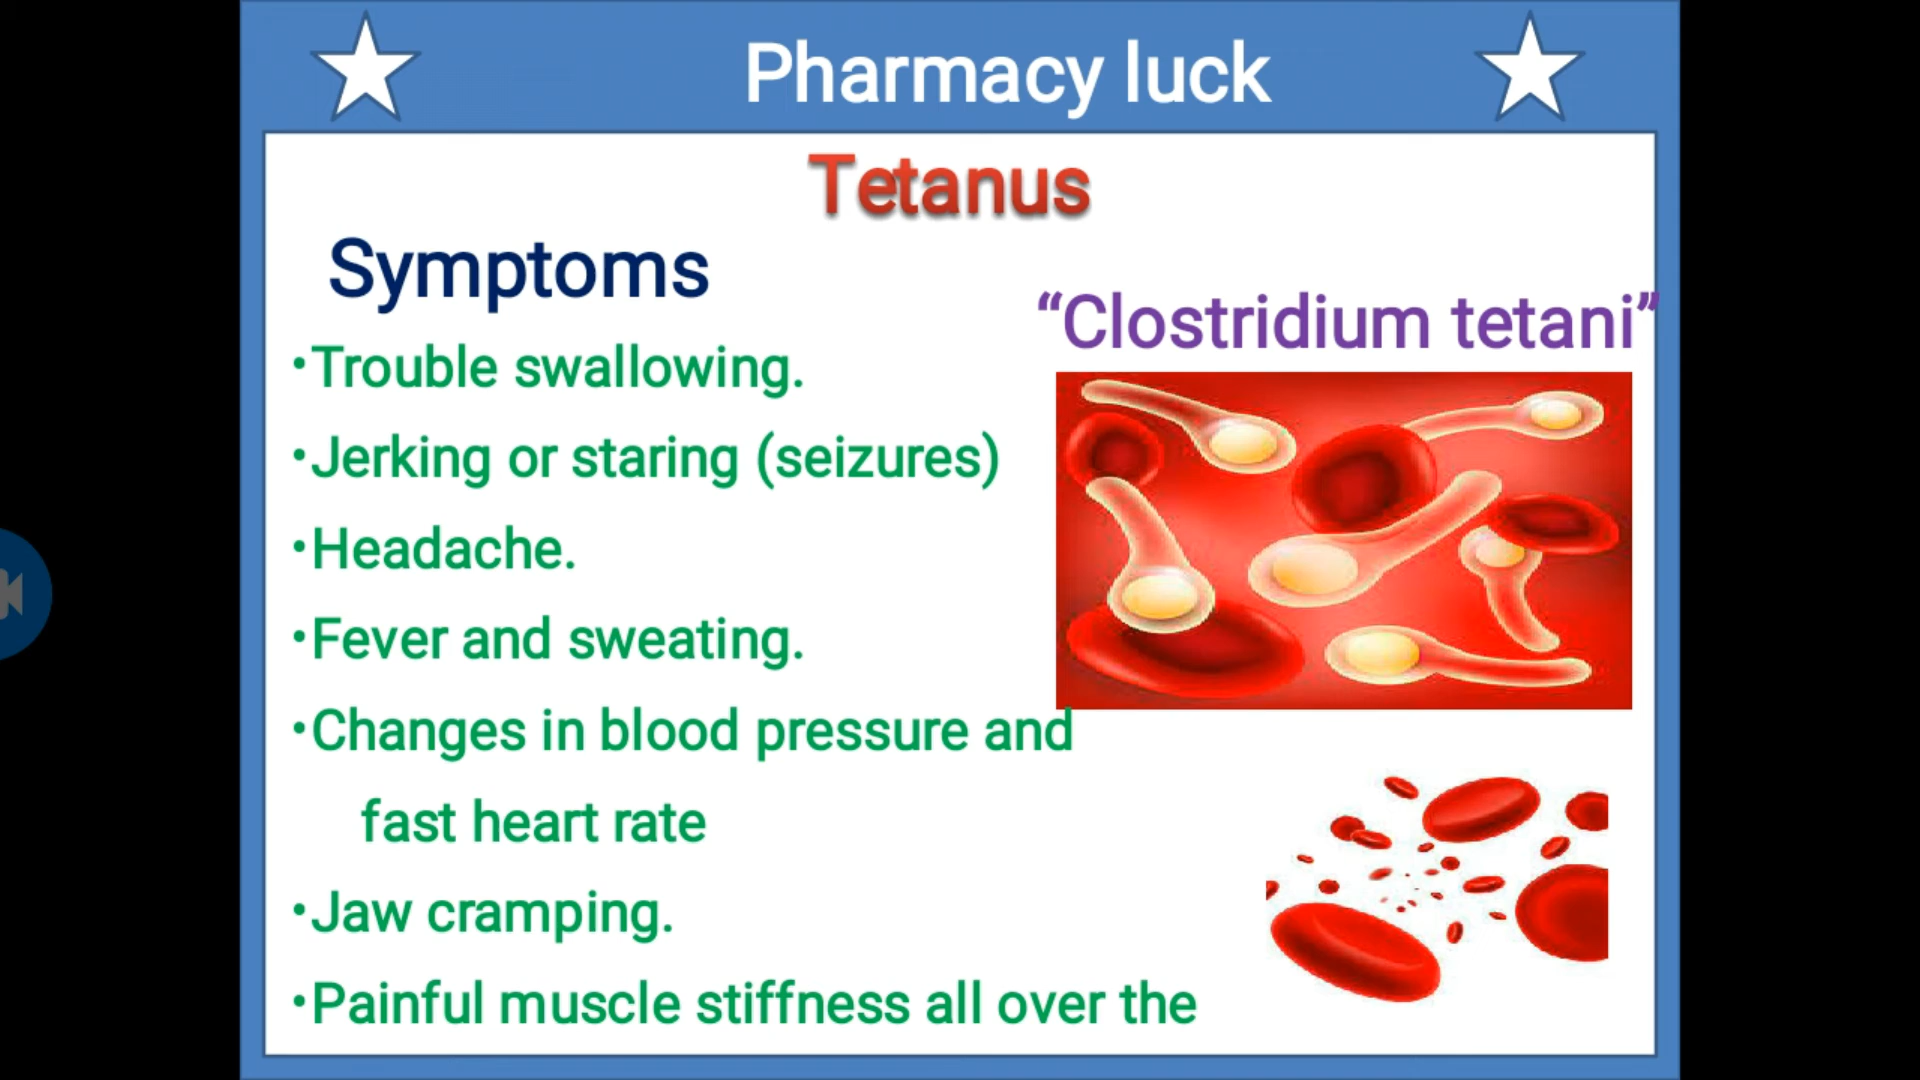 Pharmacy luck
Tetanus
Symptoms
"Clostridium tetani"
•Trouble swallowing.
•Jerking or staring (seizures)
•Headache.
•Fever and sweating.
•Changes in blood pressure and
fast heart rate
•Jaw cramping.
•Painful muscle stiffness all over the